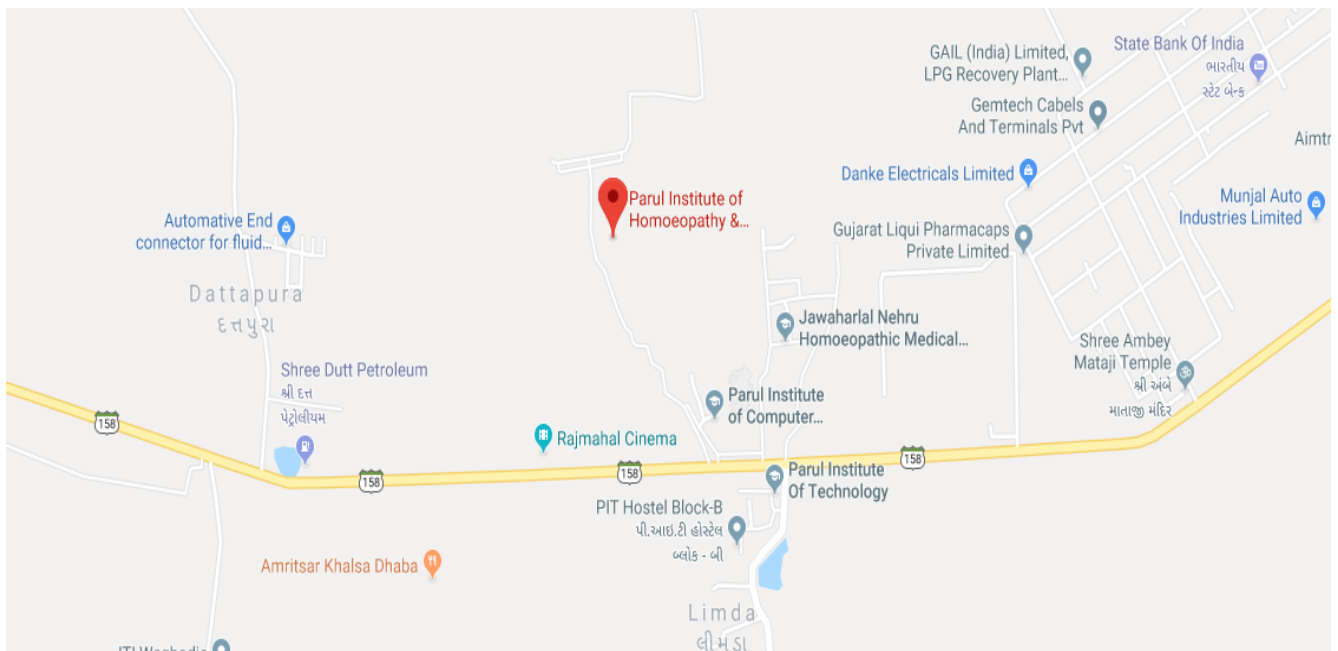 GAIL (India) Limited,
LPG Recovery Plant...
State Bank Of India
ભારતીય
સ્ટેટ બેન્ક
Gemtech Cabels
And Terminals Pvt
Aimtr
Danke Electricals Limited
Munjal Auto
Industries Limited
Parul Institute of
Homoeopathy &...
Automative End
connector for fluid...
Gujarat Liqui Pharmacaps
Private Limited
Dattapura
દત્તપુરા
Jawaharlal Nehru
Homoeopathic Medical...
Shree Ambey
Mataji Temple
શ્રી અંબે
માતાજી મંદિર
Shree Dutt Petroleum
શ્રી દત્ત
પેટ્રોલીયમ
Parul Institute
of Computer...
158
Rajmahal Cinema
158
158
158
Parul Institute
Of Technology
PIT Hostel Block-B
પી.આઇ.ટી હોસ્ટેલ
બ્લોક - બી
Amritsar Khalsa Dhaba
Limda
લીમડા
ITI Waghodia